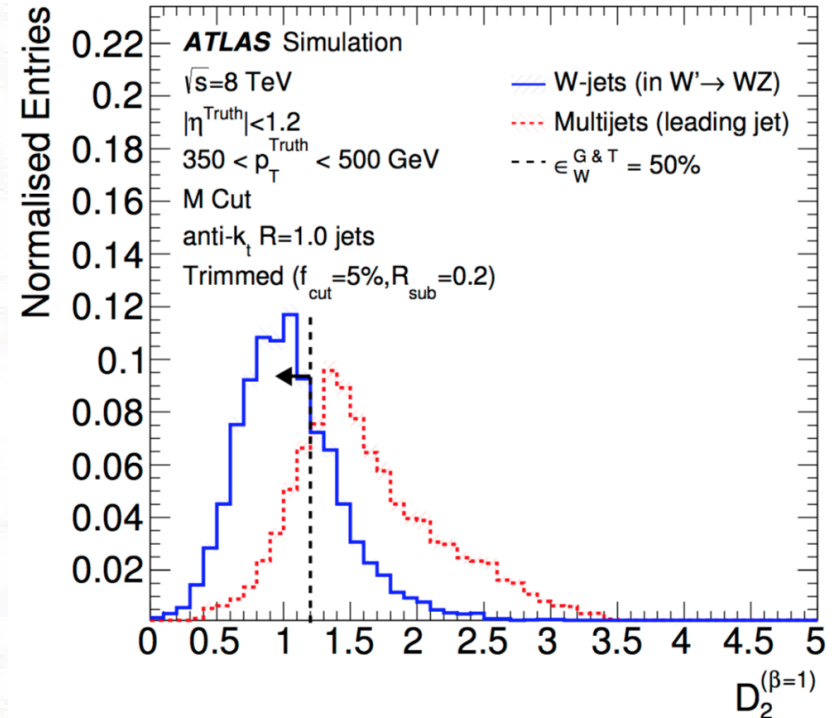 Normalised Entries
ATLAS Simulation
√s=8 TeV
|η^Truth|<1.2
350 < p_T^Truth < 500 GeV
M Cut
anti-k_t R=1.0 jets
Trimmed (f_cut=5%,R_sub=0.2)
W-jets (in W'→ WZ)
Multijets (leading jet)
ϵ_W^G & T = 50%
0.22
0.2
0.18
0.16
0.14
0.12
0.1
0.08
0.06
0.04
0.02
0 0.5 1 1.5 2 2.5 3 3.5 4 4.5 5
D_2^(β=1)